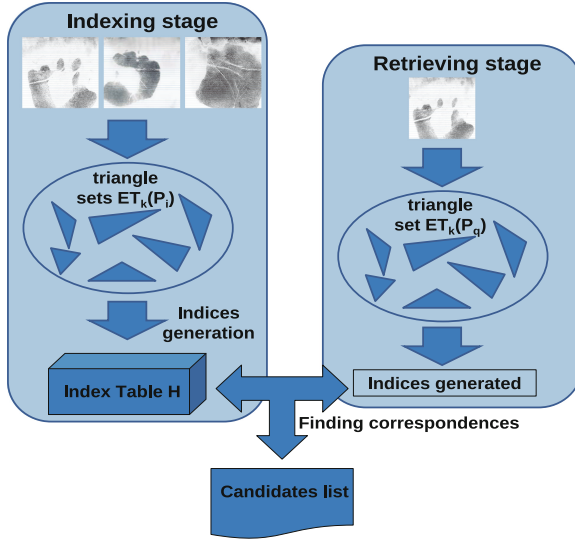 Indexing stage
triangle
sets ETₖ(Pᵢ)
Indices
generation
Index Table H
Retrieving stage
triangle
set ETₖ(P_q)
Indices generated
Finding correspondences
Candidates list